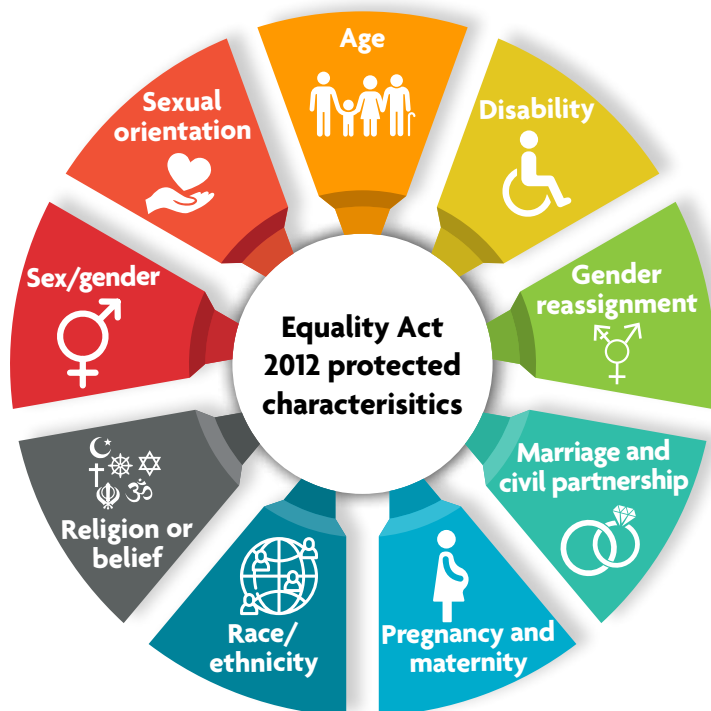 Equality Act
2012 protected
characterisitics
Age
Disability
Gender
reassignment
Marriage and
civil partnership
Pregnancy and
maternity
Race/
ethnicity
Religion or
belief
Sex/gender
Sexual
orientation